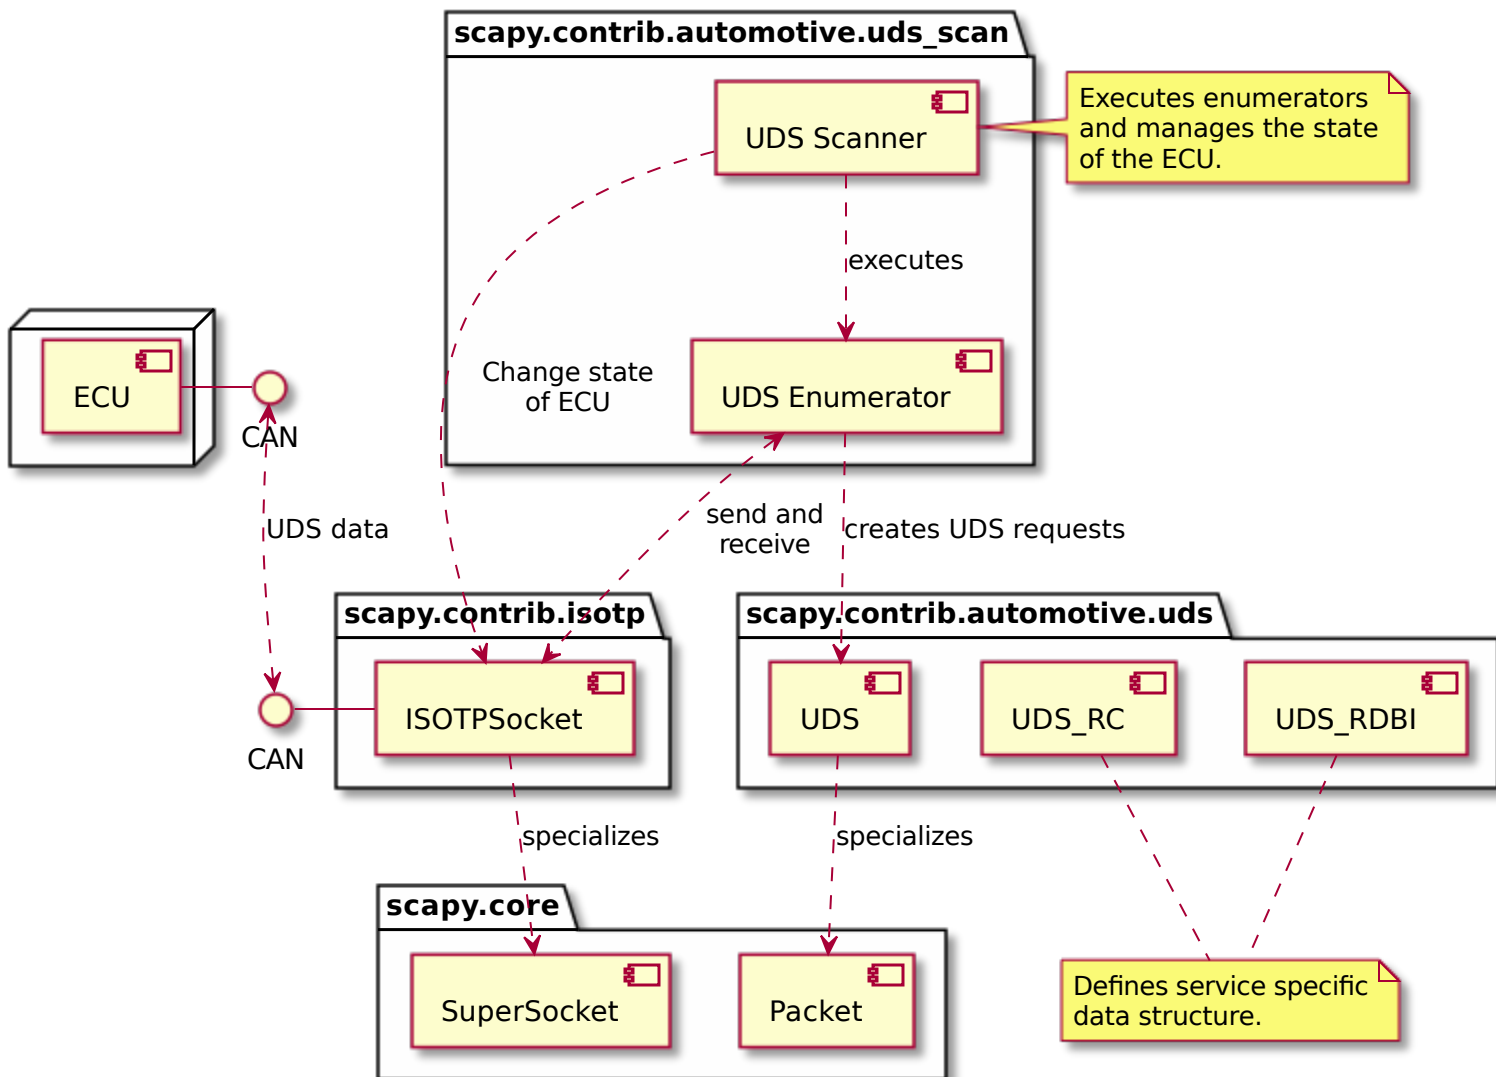 scapy.contrib.automotive.uds_scan
UDS Scanner
Executes enumerators
and manages the state
of the ECU.
executes
ECU
CAN
Change state
of ECU
UDS Enumerator
UDS data
send and
receive
creates UDS requests
scapy.contrib.isotp
scapy.contrib.automotive.uds
CAN
ISOTPSocket
UDS
UDS_RC
UDS_RDBI
specializes
specializes
scapy.core
SuperSocket
Packet
Defines service specific
data structure.